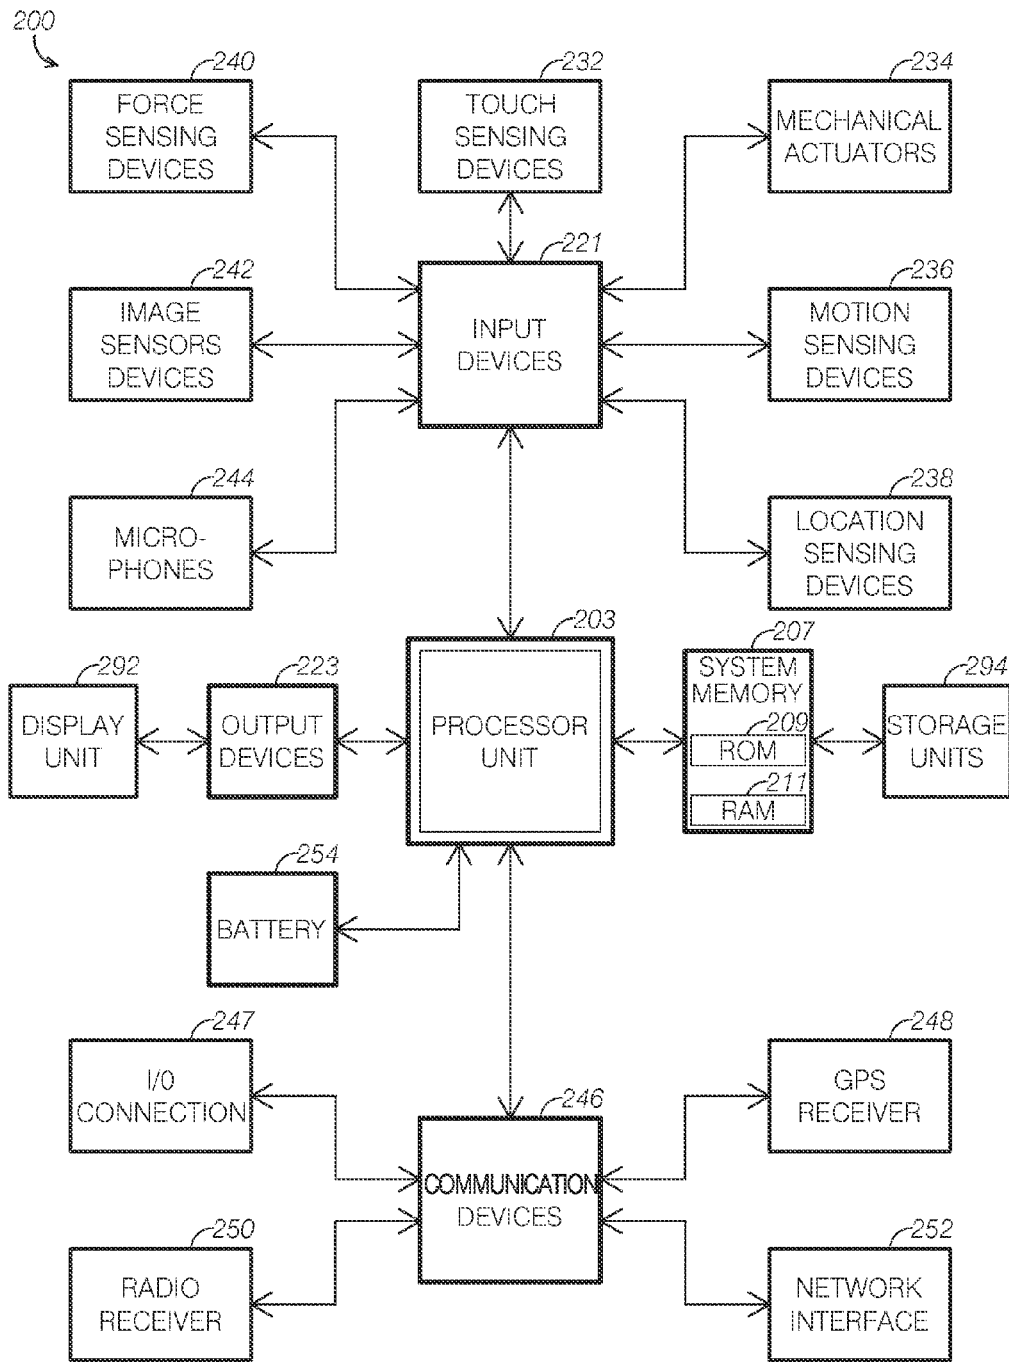 200
240
FORCE
SENSING
DEVICES
232
TOUCH
SENSING
DEVICES
234
MECHANICAL
ACTUATORS
242
IMAGE
SENSORS
DEVICES
221
INPUT
DEVICES
236
MOTION
SENSING
DEVICES
244
MICRO-
PHONES
238
LOCATION
SENSING
DEVICES
292
DISPLAY
UNIT
223
OUTPUT
DEVICES
203
PROCESSOR
UNIT
207
SYSTEM
MEMORY
209
ROM
211
RAM
294
STORAGE
UNITS
254
BATTERY
247
I/0
CONNECTION
246
COMMUNICATION
DEVICES
248
GPS
RECEIVER
250
RADIO
RECEIVER
252
NETWORK
INTERFACE